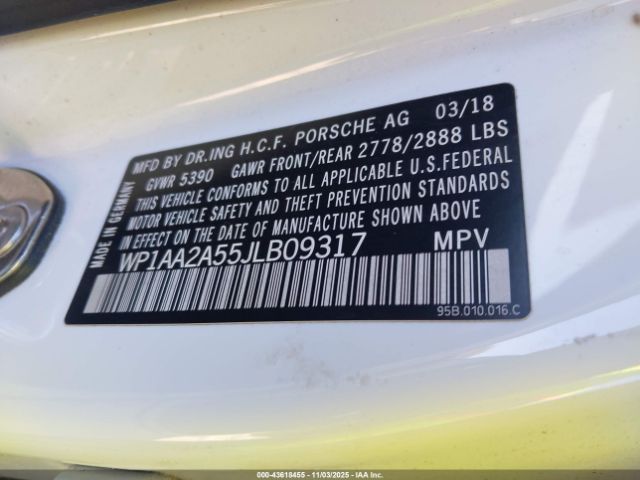 MFD BY DR.ING H.C.F. PORSCHE AG 03/18
GVWR 5390 GAWR FRONT/REAR 2778/2888 LBS
THIS VEHICLE CONFORMS TO ALL APPLICABLE U.S.FEDERAL
MOTOR VEHICLE SAFETY AND THEFT PREVENTION STANDARDS
IN EFFECT ON THE DATE OF MANUFACTURE SHOWN ABOVE
WP1AA2A55JLB09317 MPV
MADE IN GERMANY
95B.010.016.C
00-43618455 - 11/03/2025 - IAA Inc.